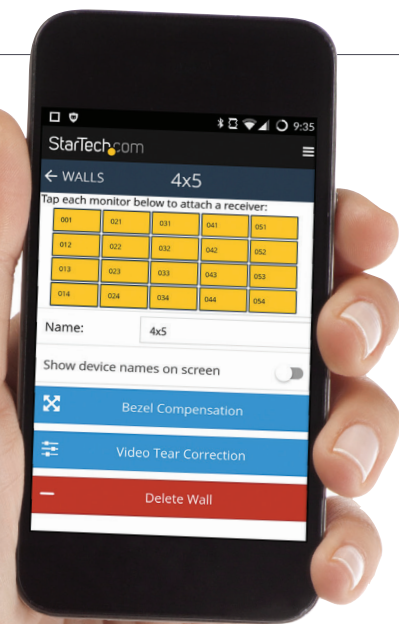 9:35
StarTech.com
WALLS 4x5
Tap each monitor below to attach a receiver:
001 021 031 041 051
012 022 032 042 052
013 023 033 043 053
014 024 034 044 054
Name: 4x5
Show device names on screen
Bezel Compensation
Video Tear Correction
Delete Wall